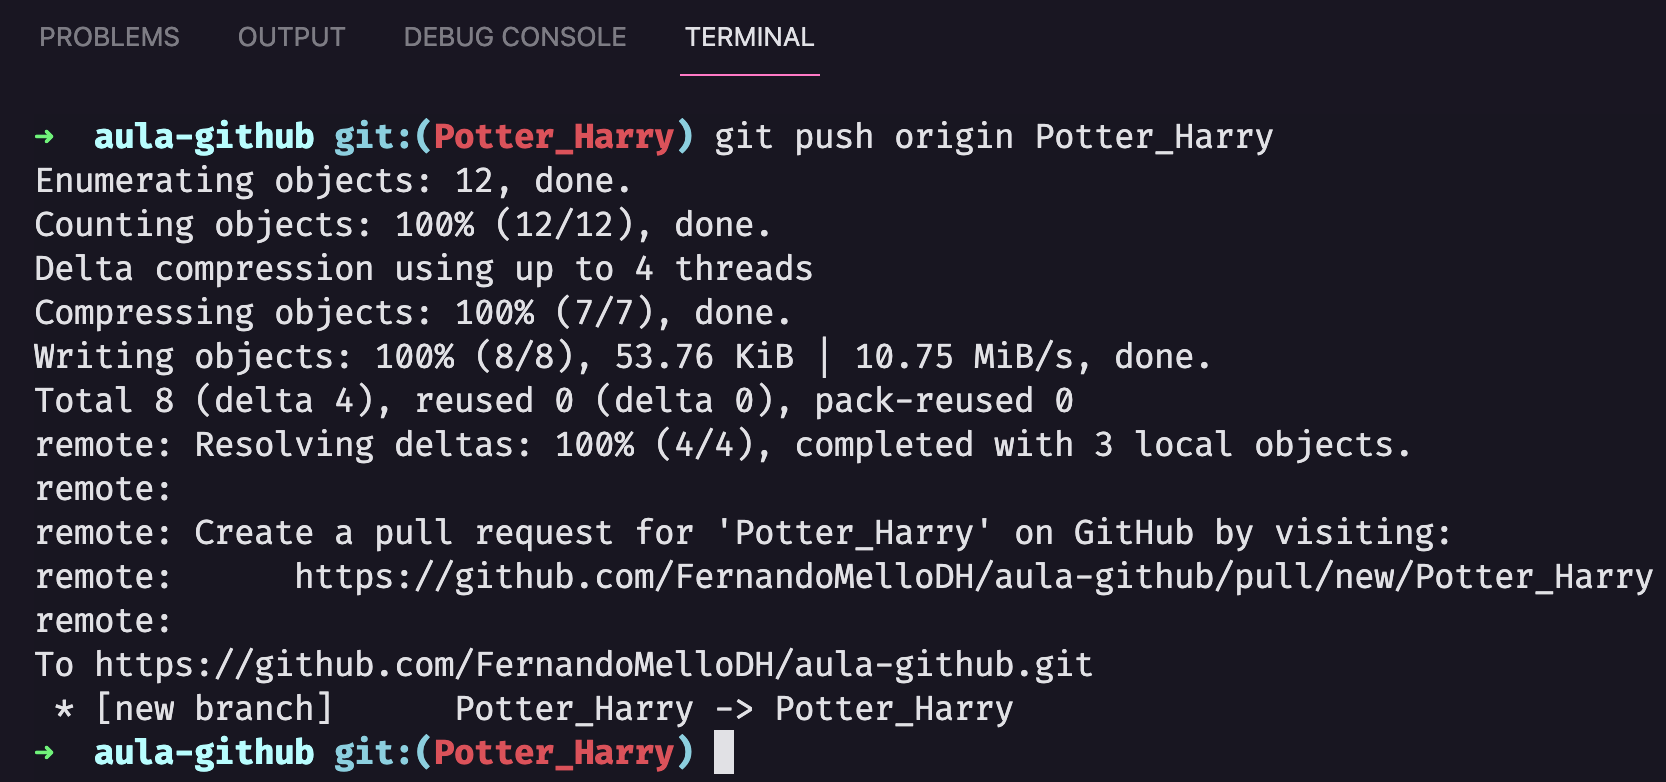 PROBLEMS OUTPUT DEBUG CONSOLE TERMINAL
➜ aula-github git:(Potter_Harry) git push origin Potter_Harry
Enumerating objects: 12, done.
Counting objects: 100% (12/12), done.
Delta compression using up to 4 threads
Compressing objects: 100% (7/7), done.
Writing objects: 100% (8/8), 53.76 KiB | 10.75 MiB/s, done.
Total 8 (delta 4), reused 0 (delta 0), pack-reused 0
remote: Resolving deltas: 100% (4/4), completed with 3 local objects.
remote:
remote: Create a pull request for 'Potter_Harry' on GitHub by visiting:
remote:      https://github.com/FernandoMelloDH/aula-github/pull/new/Potter_Harry
remote:
To https://github.com/FernandoMelloDH/aula-github.git
 * [new branch]      Potter_Harry -> Potter_Harry
➜ aula-github git:(Potter_Harry)